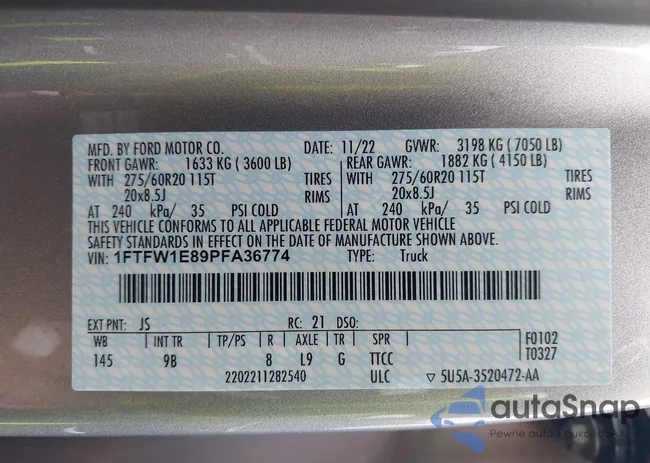 MFD. BY FORD MOTOR CO. DATE: 11/22 GVWR: 3198 KG (7050 LB)
FRONT GAWR: 1633 KG (3600 LB) REAR GAWR: 1882 KG (4150 LB)
WITH 275/60R20 115T TIRES WITH 275/60R20 115T TIRES
20x8.5J RIMS 20x8.5J RIMS
AT 240 kPa/ 35 PSI COLD AT 240 kPa/ 35 PSI COLD
THIS VEHICLE CONFORMS TO ALL APPLICABLE FEDERAL MOTOR VEHICLE
SAFETY STANDARDS IN EFFECT ON THE DATE OF MANUFACTURE SHOWN ABOVE.
VIN: 1FTFW1E89PFA36774 TYPE: Truck
EXT PNT: JS RC: 21 DSO:
WB INT TR TP/PS R AXLE TR SPR F0102
145 9B 8 L9 G TTCC T0327
2202211282540 ULC ▽ 5U5A-3520472-AA
autaSnap
Pewne auta z aukcji USA